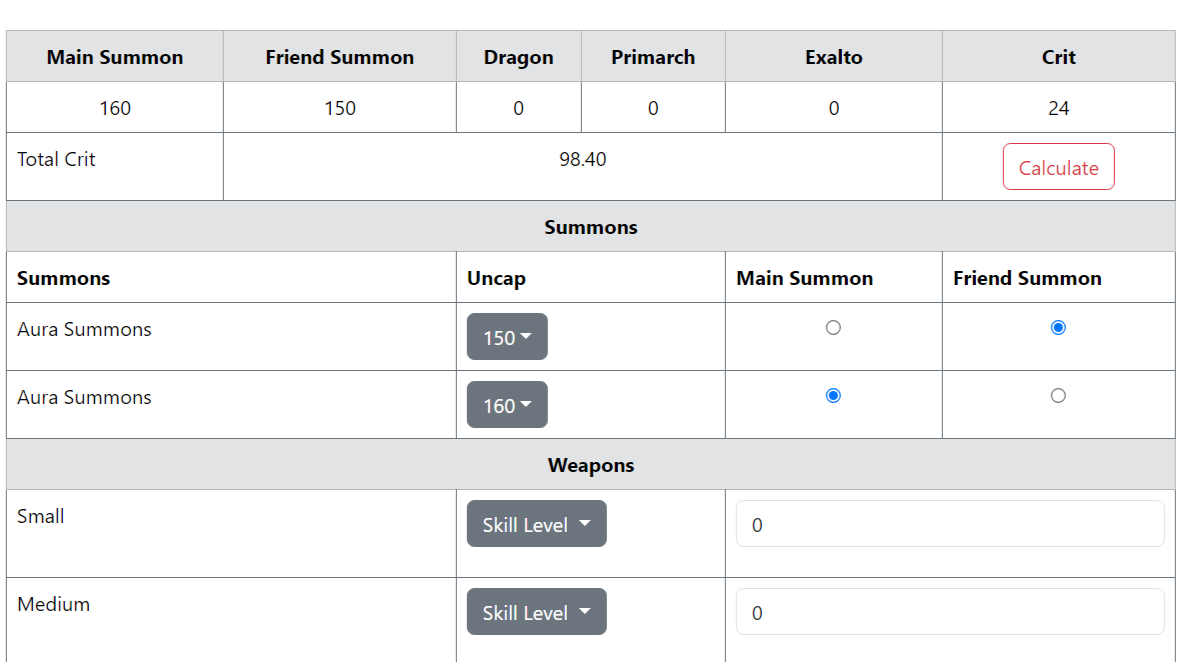 Main Summon Friend Summon Dragon Primarch Exalto Crit
160 150 0 0 0 24
Total Crit 98.40 Calculate
Summons
Summons Uncap Main Summon Friend Summon
Aura Summons 150
Aura Summons 160
Weapons
Small Skill Level 0
Medium Skill Level 0